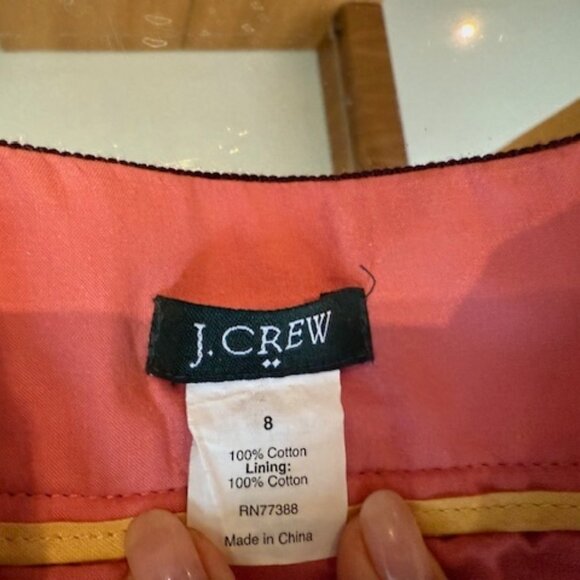 J.CREW
8
100% Cotton
Lining:
100% Cotton
RN77388
Made in China